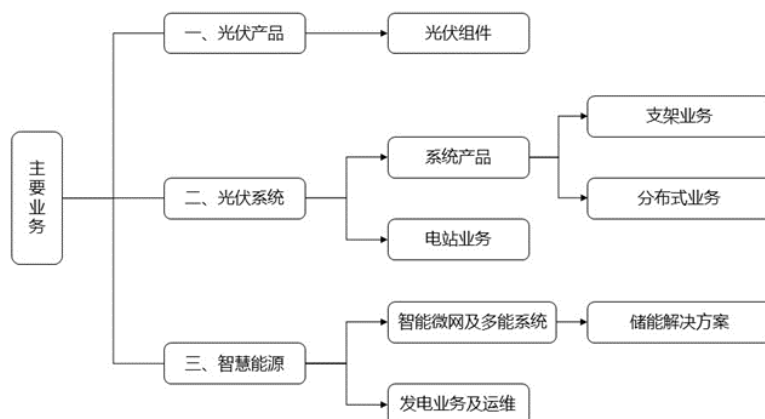 主要业务
一、光伏产品
光伏组件
二、光伏系统
系统产品
支架业务
分布式业务
电站业务
三、智慧能源
智能微网及多能系统
储能解决方案
发电业务及运维